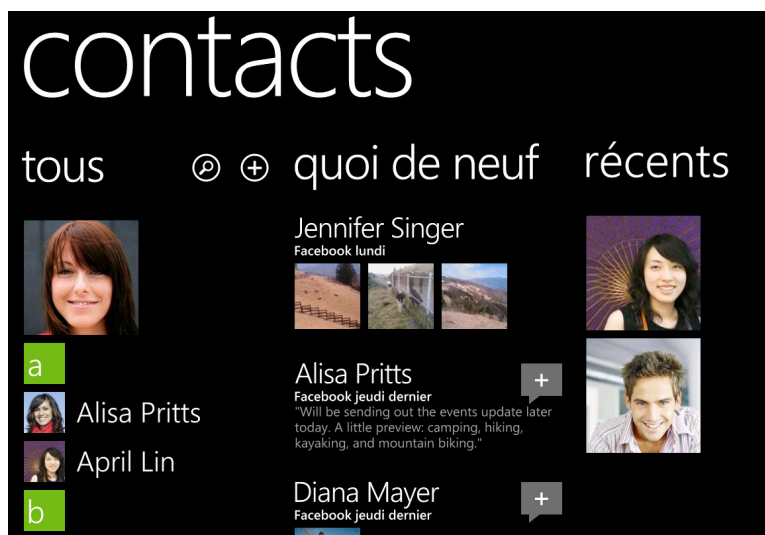 contacts
tous
a
Alisa Pritts
April Lin
b
quoi de neuf
Jennifer Singer
Facebook lundi
Alisa Pritts
Facebook jeudi dernier
"Will be sending out the events update later
today. A little preview: camping, hiking,
kayaking, and mountain biking."
Diana Mayer
Facebook jeudi dernier
récents